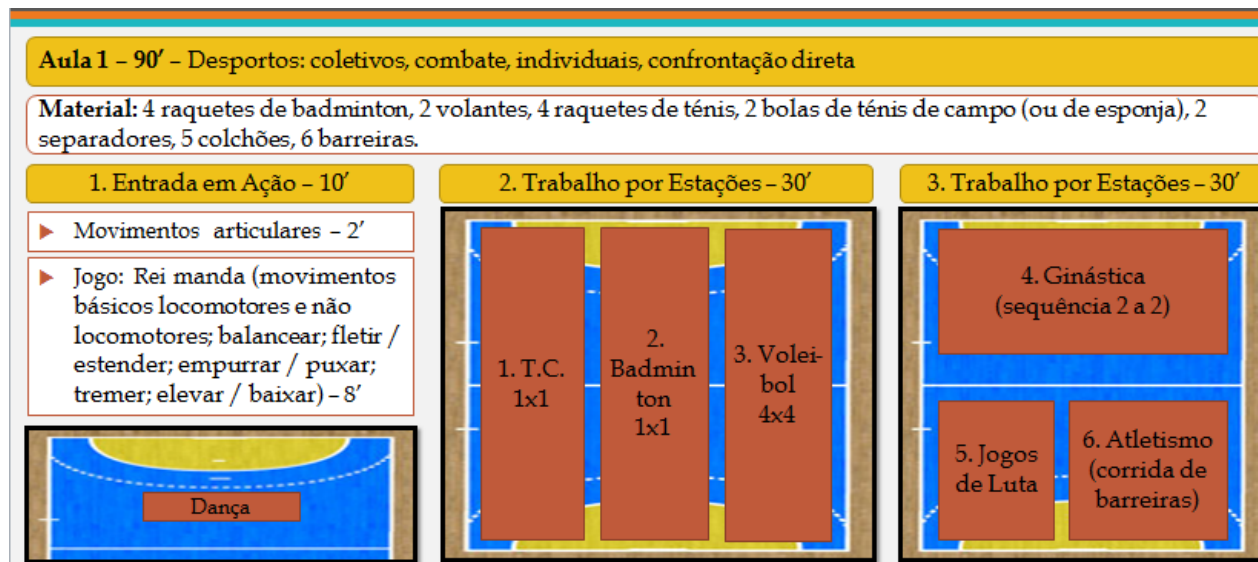 Aula 1 – 90’ – Desportos: coletivos, combate, individuais, confrontação direta
Material: 4 raquetes de badminton, 2 volantes, 4 raquetes de ténis, 2 bolas de ténis de campo (ou de esponja), 2
separadores, 5 colchões, 6 barreiras.
1. Entrada em Ação – 10’
Movimentos articulares – 2’
Jogo: Rei manda (movimentos
básicos locomotores e não
locomotores; balancear; fletir /
estender; empurrar / puxar;
tremer; elevar / baixar) – 8’
Dança
2. Trabalho por Estações – 30’
1. T.C.
1x1
2.
Badmin
ton
1x1
3. Volei-
bol
4x4
3. Trabalho por Estações – 30’
4. Ginástica
(sequência 2 a 2)
5. Jogos
de Luta
6. Atletismo
(corrida de
barreiras)